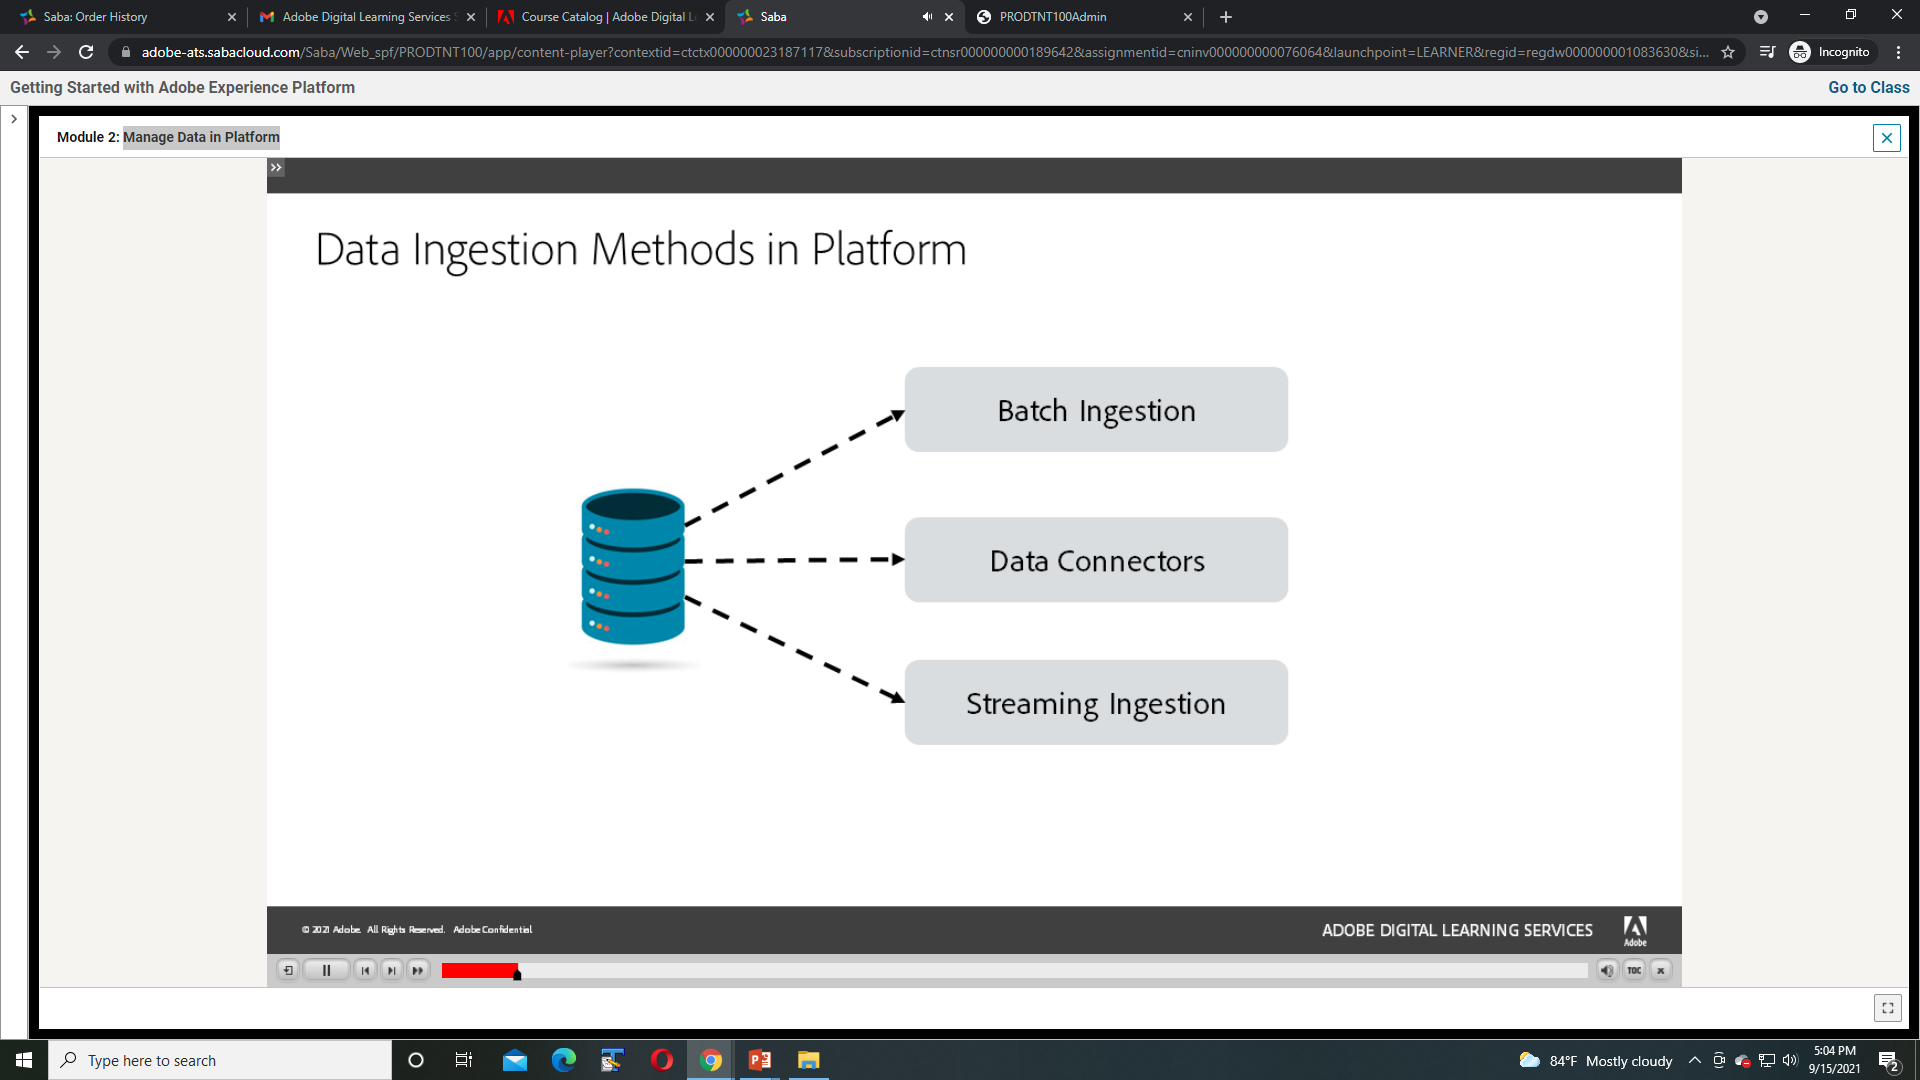 Saba: Order History
Adobe Digital Learning Services S
Course Catalog | Adobe Digital L
Saba
PRODTNT100Admin
adobe-ats.sabacloud.com/Saba/Web_spf/PRODTNT100/app/content-player?contextid=ctctx000000023187117&subscriptionid=ctnsr000000000189642&assignmentid=cninv000000000076064&launchpoint=LEARNER&regid=regdw000000001083630&si...
Incognito
Getting Started with Adobe Experience Platform
Go to Class
Module 2: Manage Data in Platform
Data Ingestion Methods in Platform
Batch Ingestion
Data Connectors
Streaming Ingestion
© 2021 Adobe. All Rights Reserved. Adobe Confidential
ADOBE DIGITAL LEARNING SERVICES
Adobe
TOC
Type here to search
84°F Mostly cloudy
5:04 PM
9/15/2021
2